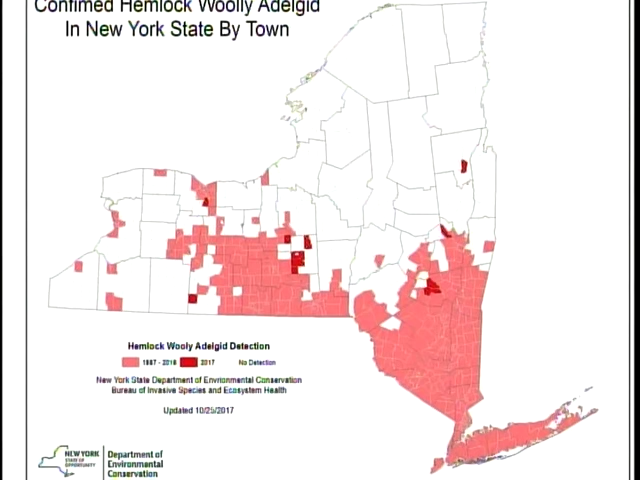 Confimed Hemlock Woolly Adelgid
In New York State By Town
Hemlock Wooly Adelgid Detection
1987 - 2016
2017
No Detection
New York State Department of Environmental Conservation
Bureau of Invasive Species and Ecosystem Health
Updated 10/25/2017
NEW YORK
STATE OF
OPPORTUNITY
Department of
Environmental
Conservation